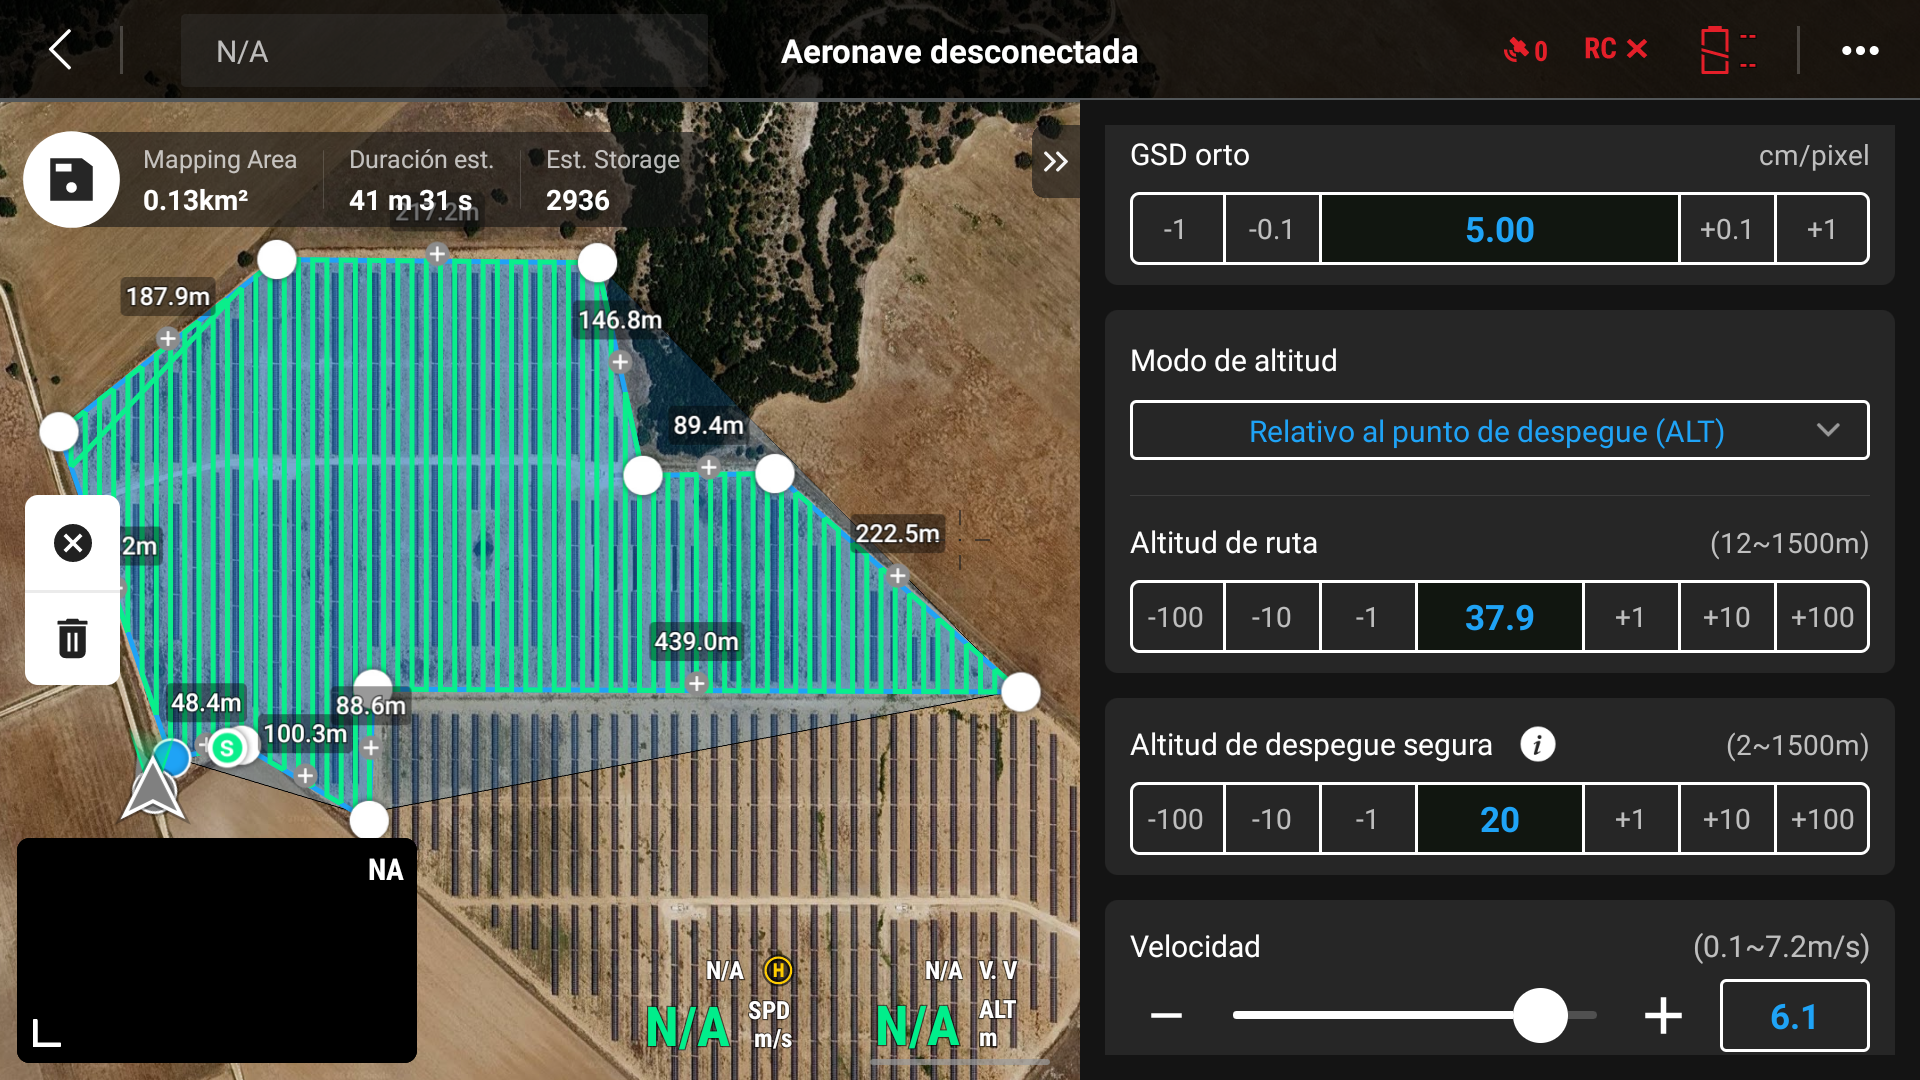 N/A
Aeronave desconectada
0
RC
--
--
Mapping Area
0.13km²
Duración est.
41 m 31 s
Est. Storage
2936
217.2m
187.9m
146.8m
89.4m
222.5m
2m
439.0m
48.4m
88.6m
100.3m
S
NA
N/A H
N/A SPD m/s
N/A V. V
N/A ALT m
GSD orto
cm/pixel
-1 -0.1 5.00 +0.1 +1
Modo de altitud
Relativo al punto de despegue (ALT)
Altitud de ruta
(12~1500m)
-100 -10 -1 37.9 +1 +10 +100
Altitud de despegue segura i
(2~1500m)
-100 -10 -1 20 +1 +10 +100
Velocidad
(0.1~7.2m/s)
6.1